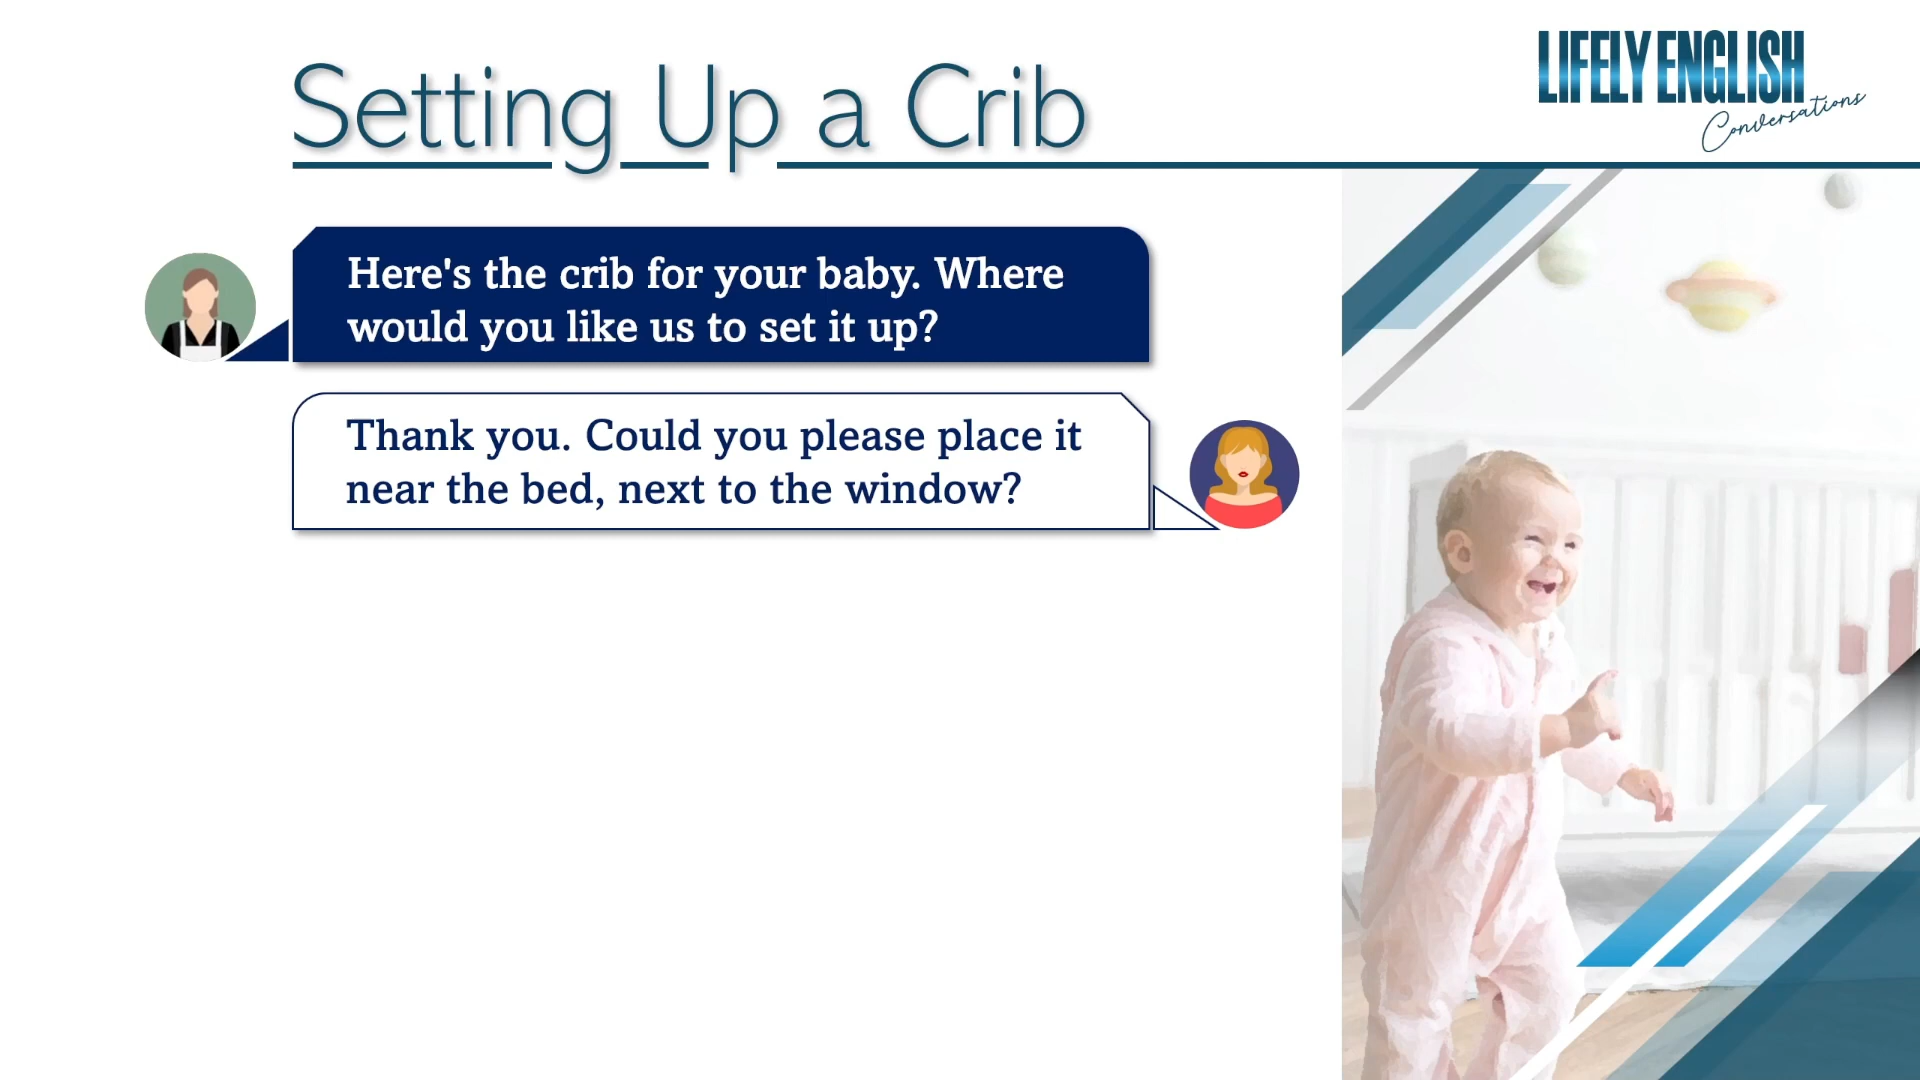 Setting Up a Crib
LIFELY ENGLISH
Conversations
Here's the crib for your baby. Where
would you like us to set it up?
Thank you. Could you please place it
near the bed, next to the window?